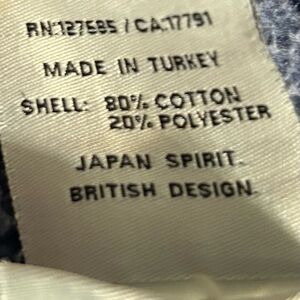 RN:127685 / CA:17791
MADE IN TURKEY
SHELL: 80% COTTON
20% POLYESTER
JAPAN SPIRIT.
BRITISH DESIGN.